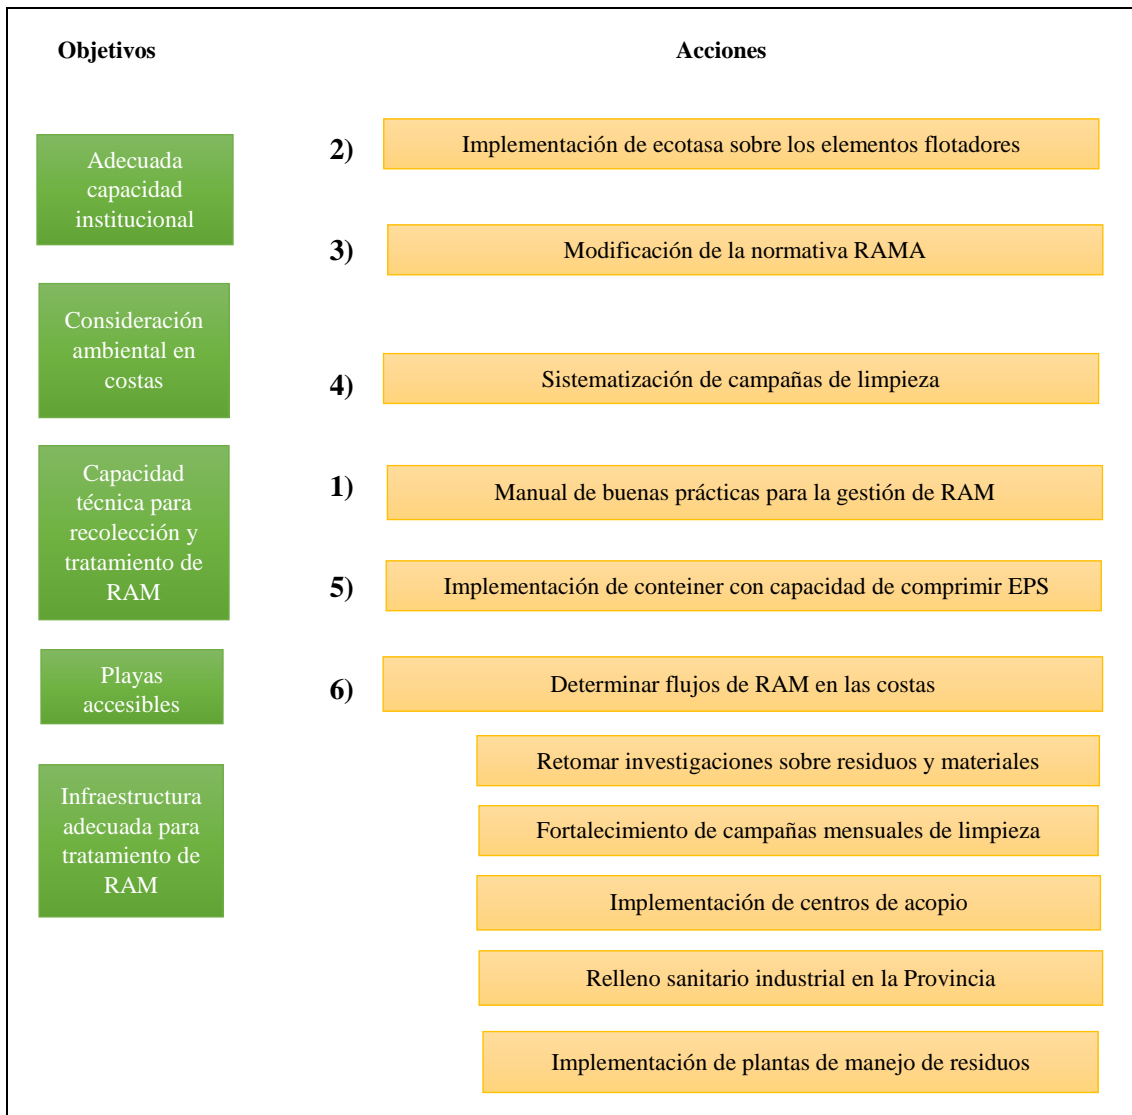 Objetivos
Acciones
Adecuada
capacidad
institucional
Consideración
ambiental en
costas
Capacidad
técnica para
recolección y
tratamiento de
RAM
Playas
accesibles
Infraestructura
adecuada para
tratamiento de
RAM
2) Implementación de ecotasa sobre los elementos flotadores
3) Modificación de la normativa RAMA
4) Sistematización de campañas de limpieza
1) Manual de buenas prácticas para la gestión de RAM
5) Implementación de conteiner con capacidad de comprimir EPS
6) Determinar flujos de RAM en las costas
Retomar investigaciones sobre residuos y materiales
Fortalecimiento de campañas mensuales de limpieza
Implementación de centros de acopio
Relleno sanitario industrial en la Provincia
Implementación de plantas de manejo de residuos